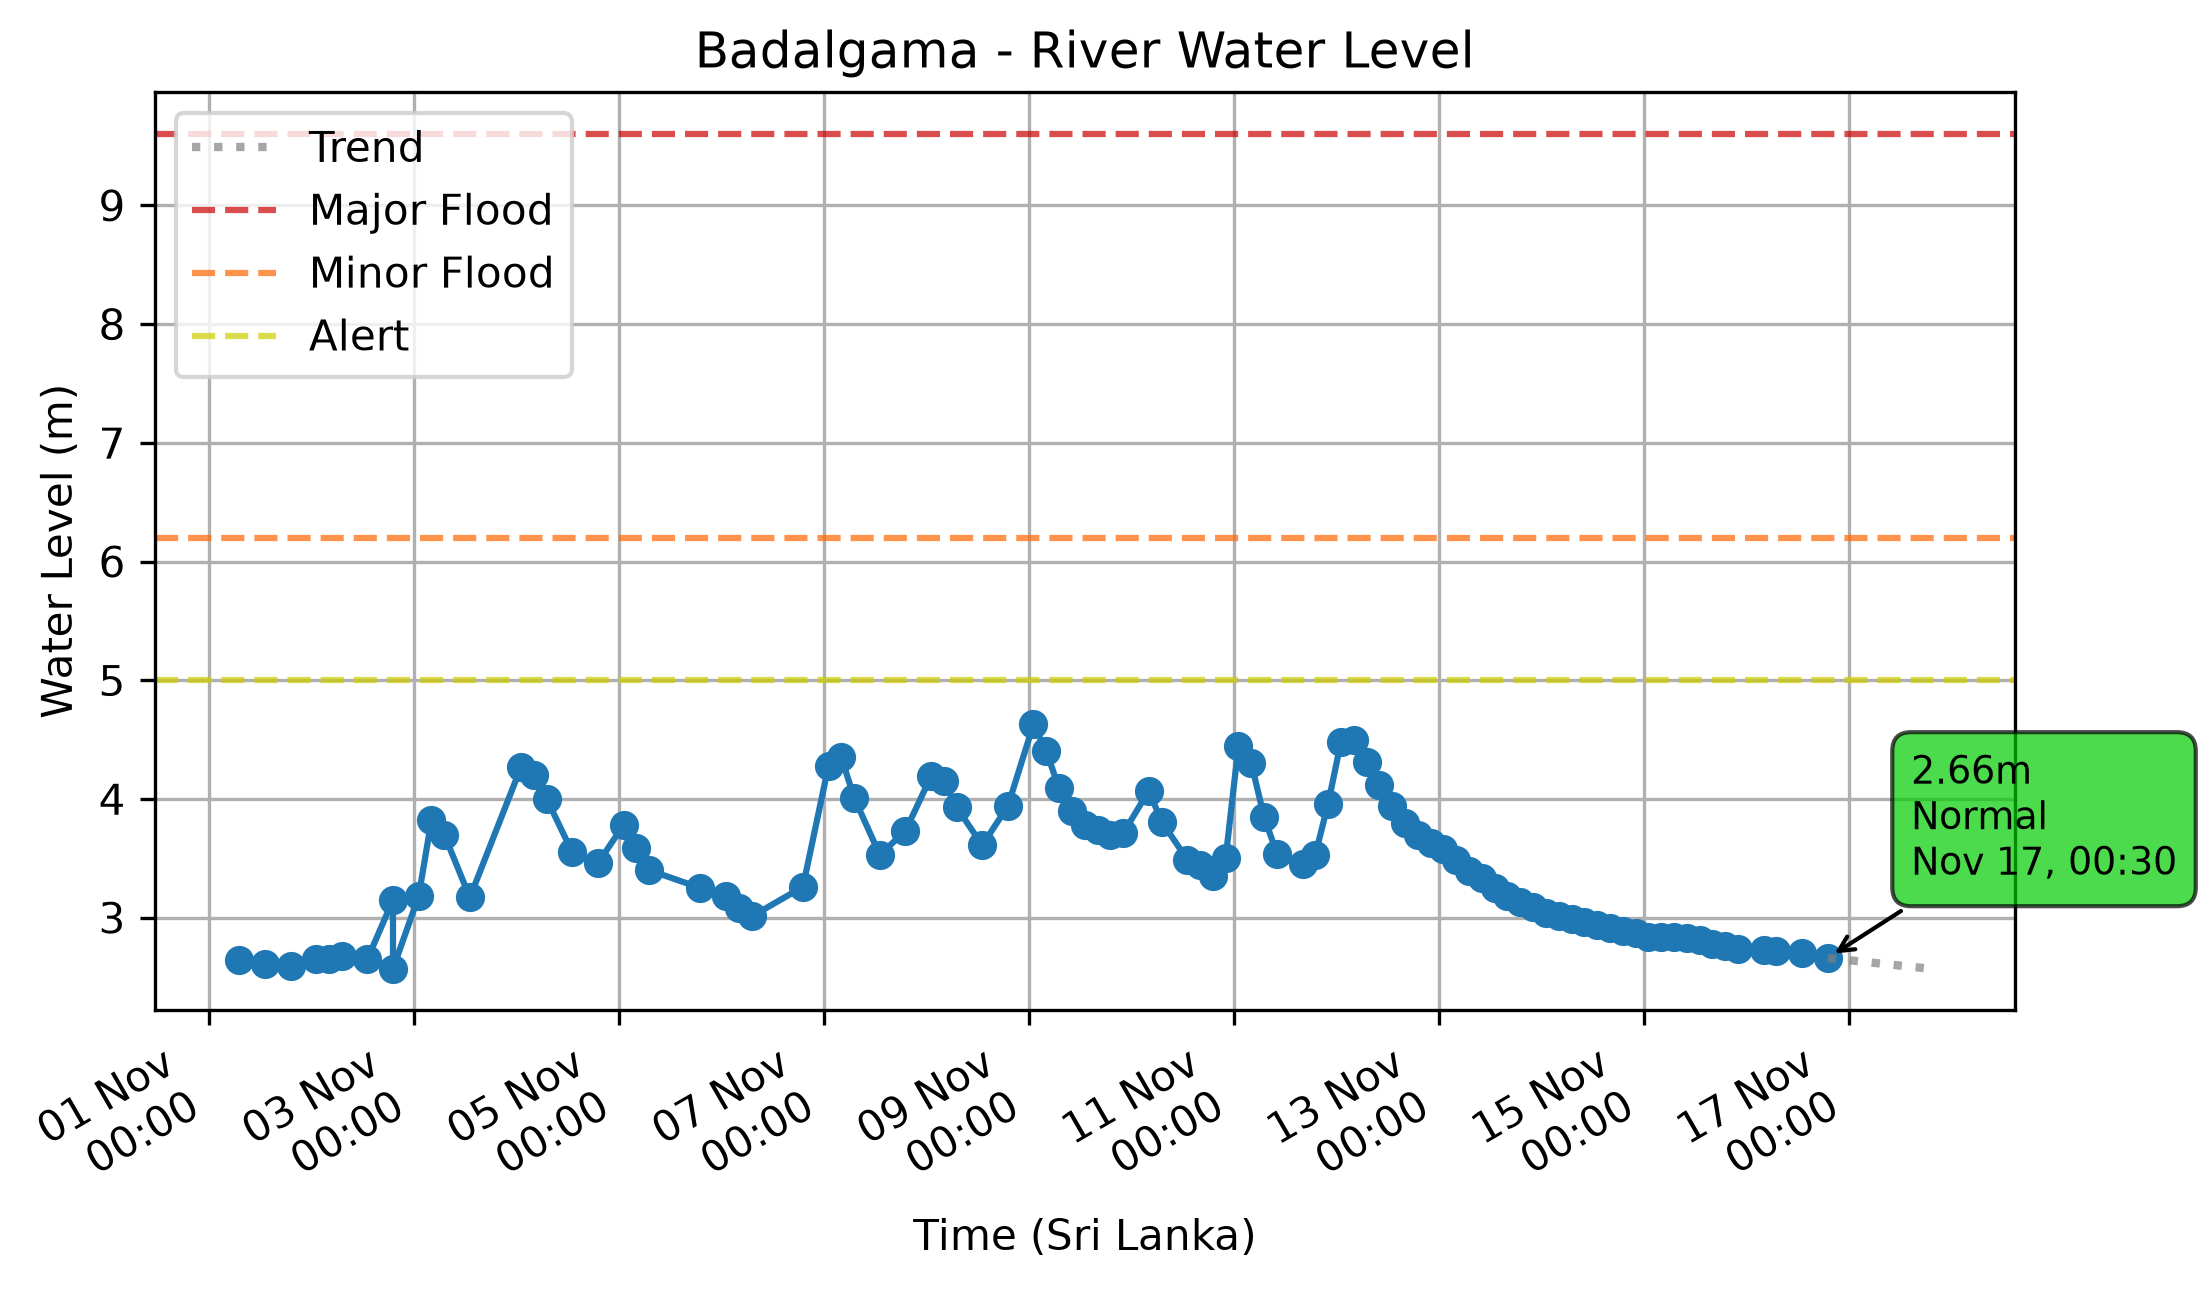 Badalgama - River Water Level
Trend
Major Flood
Minor Flood
Alert
Water Level (m)
9
8
7
6
5
4
3
2.66m
Normal
Nov 17, 00:30
01 Nov
00:00
03 Nov
00:00
05 Nov
00:00
07 Nov
00:00
09 Nov
00:00
11 Nov
00:00
13 Nov
00:00
15 Nov
00:00
17 Nov
00:00
Time (Sri Lanka)